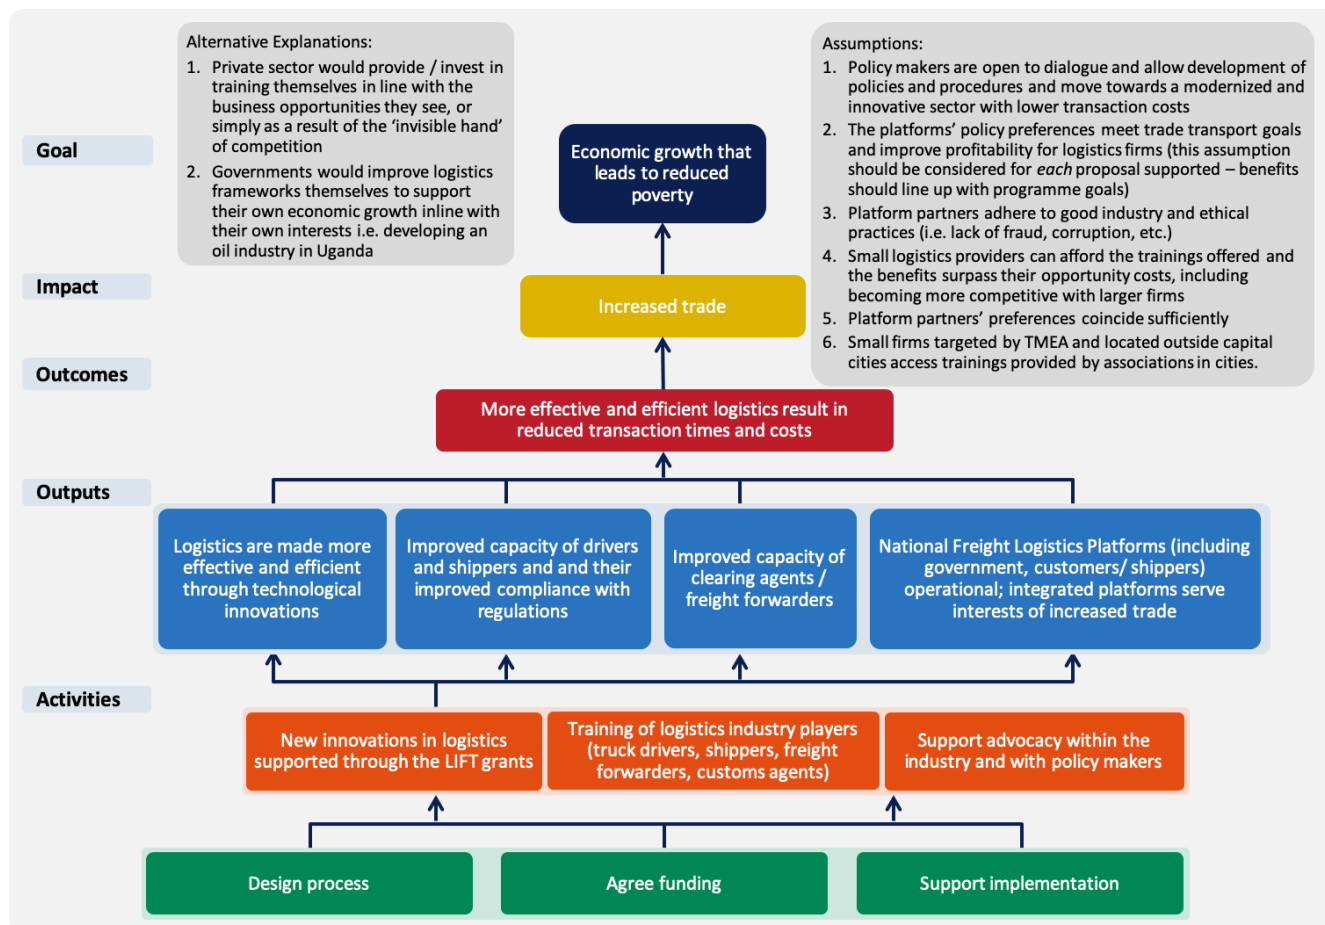 Alternative Explanations:
1. Private sector would provide / invest in
training themselves in line with the
business opportunities they see, or
simply as a result of the ‘invisible hand’
of competition
2. Governments would improve logistics
frameworks themselves to support
their own economic growth inline with
their own interests i.e. developing an
oil industry in Uganda
Assumptions:
1. Policy makers are open to dialogue and allow development of
policies and procedures and move towards a modernized and
innovative sector with lower transaction costs
2. The platforms’ policy preferences meet trade transport goals
and improve profitability for logistics firms (this assumption
should be considered for each proposal supported – benefits
should line up with programme goals)
3. Platform partners adhere to good industry and ethical
practices (i.e. lack of fraud, corruption, etc.)
4. Small logistics providers can afford the trainings offered and
the benefits surpass their opportunity costs, including
becoming more competitive with larger firms
5. Platform partners’ preferences coincide sufficiently
6. Small firms targeted by TMEA and located outside capital
cities access trainings provided by associations in cities.
Goal
Economic growth that
leads to reduced
poverty
Impact
Increased trade
Outcomes
More effective and efficient logistics result in
reduced transaction times and costs
Outputs
Logistics are made more
effective and efficient
through technological
innovations
Improved capacity of drivers
and shippers and and their
improved compliance with
regulations
Improved capacity of
clearing agents /
freight forwarders
National Freight Logistics Platforms (including
government, customers/ shippers)
operational; integrated platforms serve
interests of increased trade
Activities
New innovations in logistics
supported through the LIFT grants
Training of logistics industry players
(truck drivers, shippers, freight
forwarders, customs agents)
Support advocacy within the
industry and with policy makers
Design process
Agree funding
Support implementation